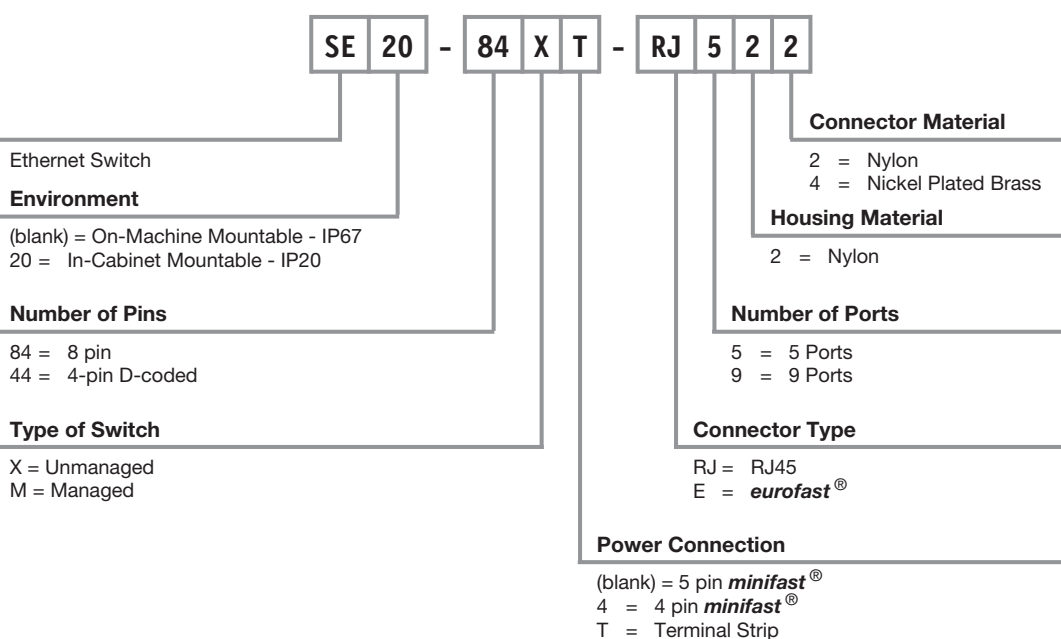 SE 20 - 84 X T - RJ 5 2 2
Connector Material
2 = Nylon
4 = Nickel Plated Brass
Ethernet Switch
Environment
(blank) = On-Machine Mountable - IP67
20 = In-Cabinet Mountable - IP20
Housing Material
2 = Nylon
Number of Pins
84 = 8 pin
44 = 4-pin D-coded
Number of Ports
5 = 5 Ports
9 = 9 Ports
Type of Switch
X = Unmanaged
M = Managed
Connector Type
RJ = RJ45
E = eurofast ®
Power Connection
(blank) = 5 pin minifast ®
4 = 4 pin minifast ®
T = Terminal Strip